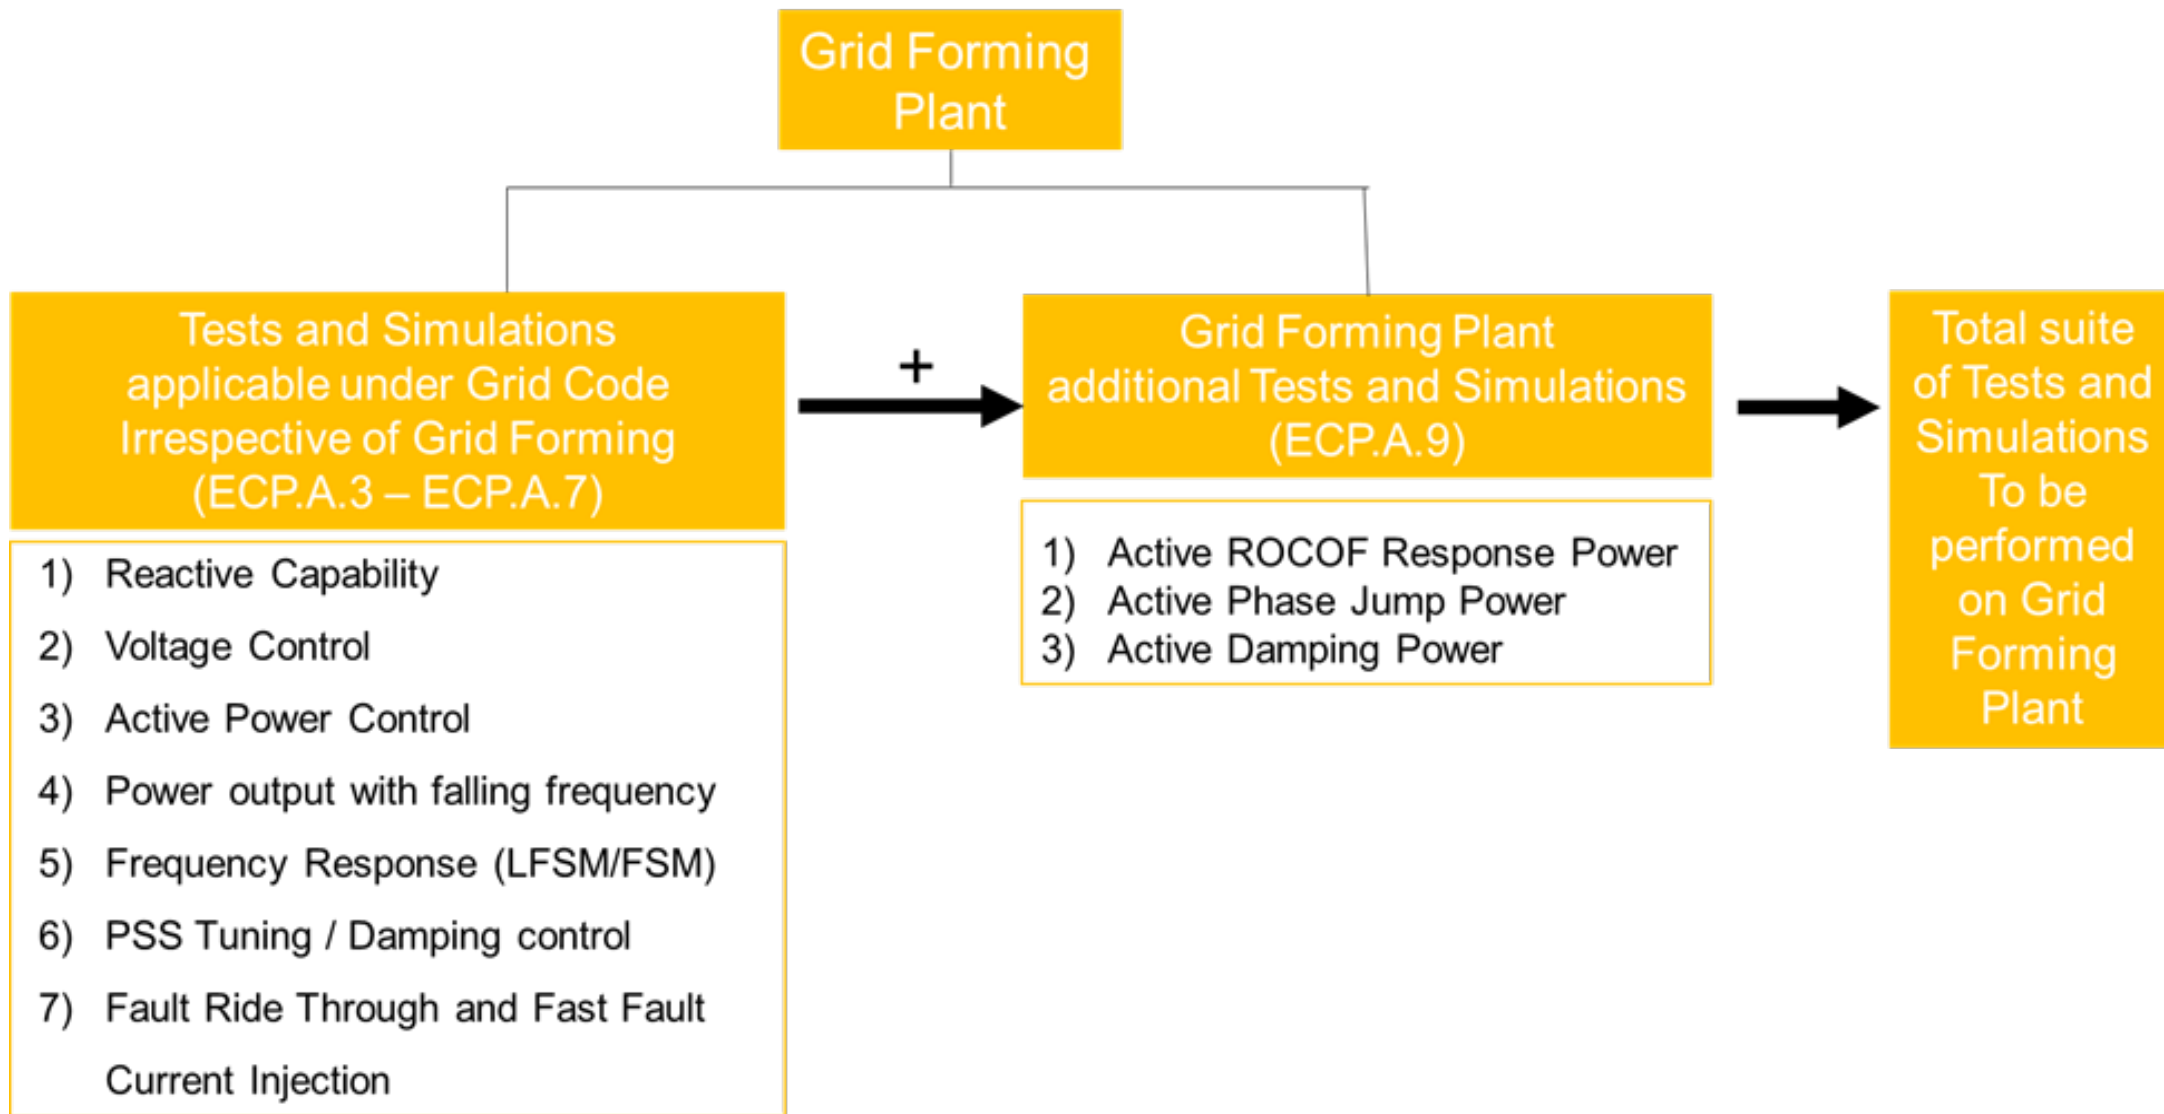 Grid Forming
Plant
Tests and Simulations
applicable under Grid Code
Irrespective of Grid Forming
(ECP.A.3 – ECP.A.7)
1) Reactive Capability
2) Voltage Control
3) Active Power Control
4) Power output with falling frequency
5) Frequency Response (LFSM/FSM)
6) PSS Tuning / Damping control
7) Fault Ride Through and Fast Fault
Current Injection
+
Grid Forming Plant
additional Tests and Simulations
(ECP.A.9)
1) Active ROCOF Response Power
2) Active Phase Jump Power
3) Active Damping Power
Total suite
of Tests and
Simulations
To be
performed
on Grid
Forming
Plant